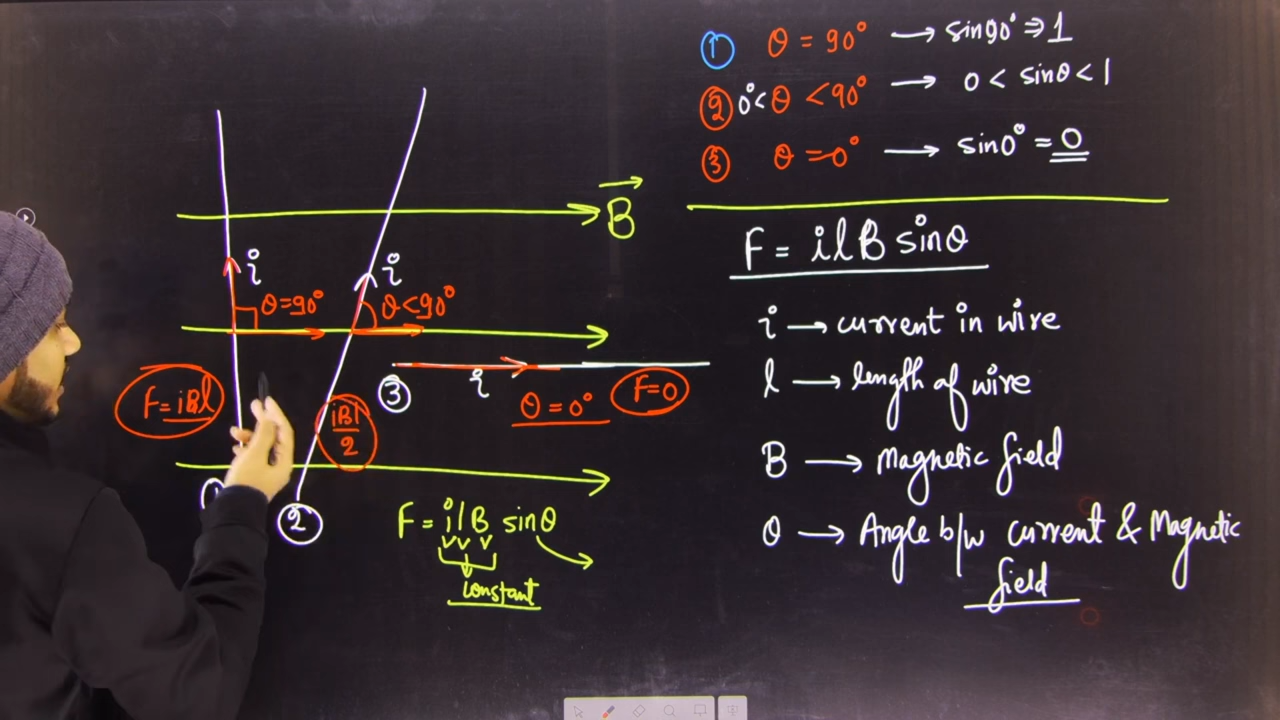 ① θ = 90° → sin90° ⇒ 1
② 0° < θ < 90° → 0 < sinθ < 1
③ θ = 0° → sin0° = 0
B
F = ilB sinθ
i
i
θ = 90°
θ < 90°
i → current in wire
③
i
θ = 0°
F = 0
l → length of wire
F = iBl
iBl/2
B → Magnetic field
②
F = ilB sinθ
constant
θ → Angle b/w current & Magnetic
field